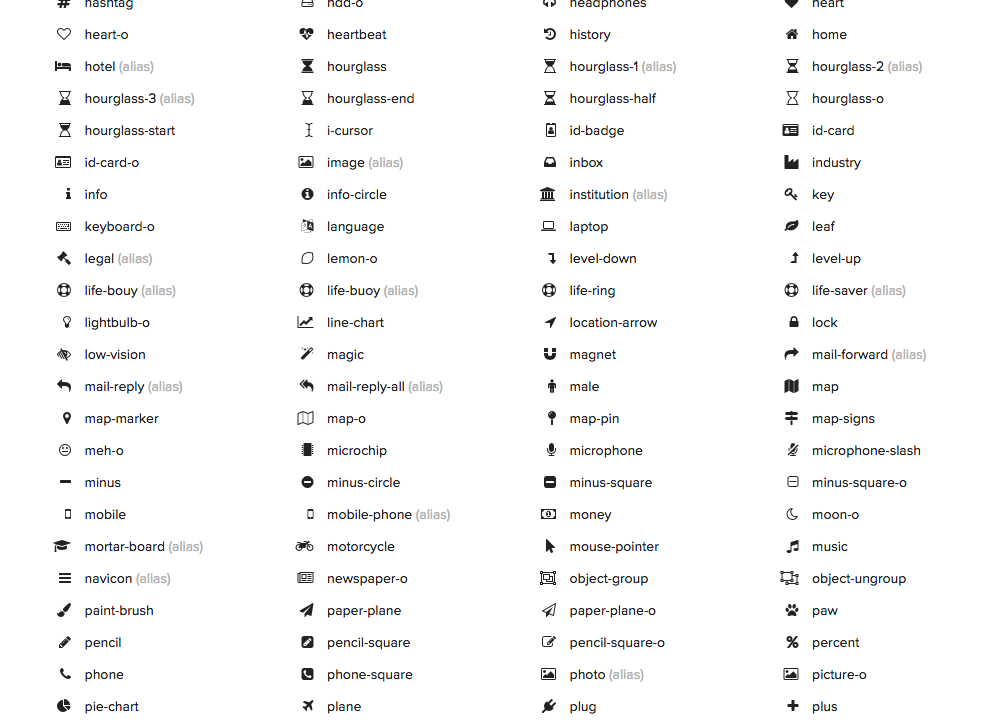 hashtag hdd-o headphones heart
heart-o heartbeat history home
hotel (alias) hourglass hourglass-1 (alias) hourglass-2 (alias)
hourglass-3 (alias) hourglass-end hourglass-half hourglass-o
hourglass-start i-cursor id-badge id-card
id-card-o image (alias) inbox industry
info info-circle institution (alias) key
keyboard-o language laptop leaf
legal (alias) lemon-o level-down level-up
life-bouy (alias) life-buoy (alias) life-ring life-saver (alias)
lightbulb-o line-chart location-arrow lock
low-vision magic magnet mail-forward (alias)
mail-reply (alias) mail-reply-all (alias) male map
map-marker map-o map-pin map-signs
meh-o microchip microphone microphone-slash
minus minus-circle minus-square minus-square-o
mobile mobile-phone (alias) money moon-o
mortar-board (alias) motorcycle mouse-pointer music
navicon (alias) newspaper-o object-group object-ungroup
paint-brush paper-plane paper-plane-o paw
pencil pencil-square pencil-square-o percent
phone phone-square photo (alias) picture-o
pie-chart plane plug plus